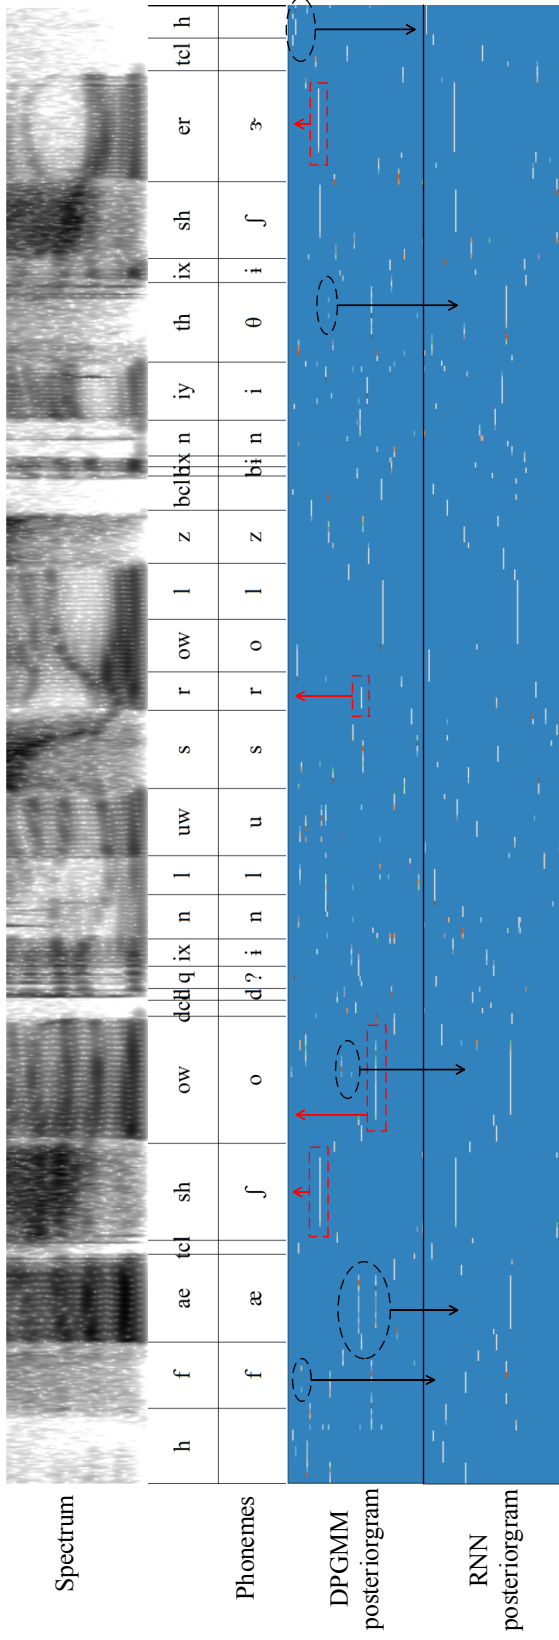 Spectrum
h f ae tcl sh ow dcl d q ix n l uw s r ow l z bcl b ix n iy th ix sh er tcl h
Phonemes
f æ ʃ o d ? i n l u s r o l z b ɨ n i θ ɨ ʃ ɝ
DPGMM
posteriorgram
RNN
posteriorgram